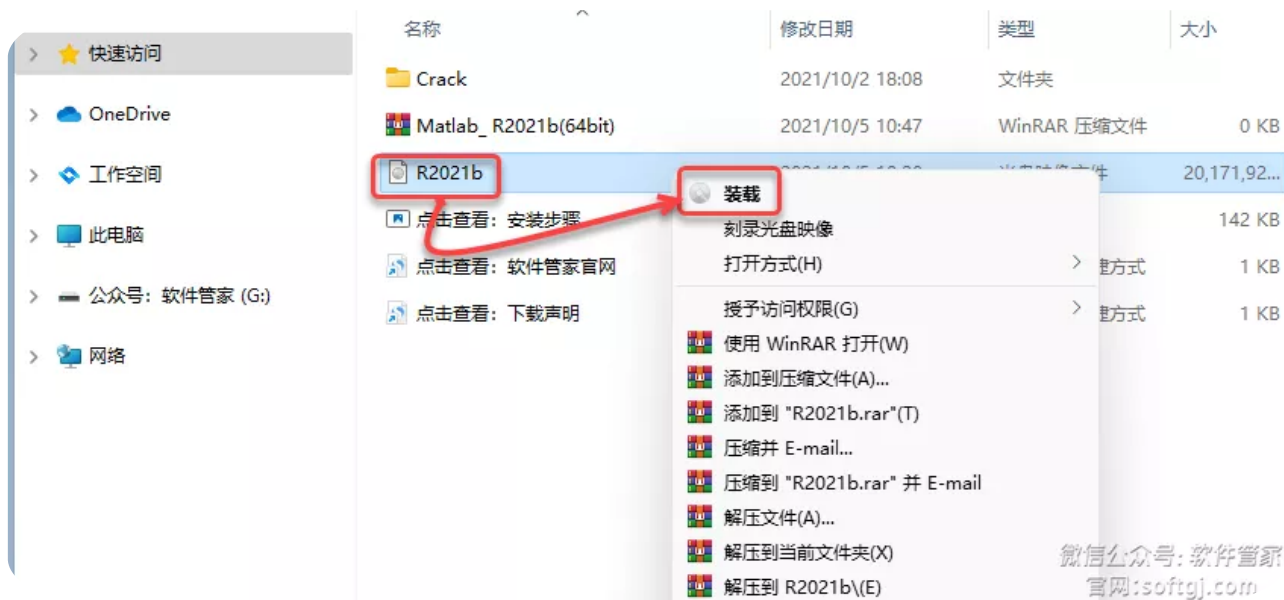 名称 修改日期 类型 大小
快速访问
OneDrive
工作空间
此电脑
公众号：软件管家 (G:)
网络
Crack 2021/10/2 18:08 文件夹
Matlab_ R2021b(64bit) 2021/10/5 10:47 WinRAR 压缩文件 0 KB
R2021b 20,171,92...
点击查看：安装步骤 142 KB
点击查看：软件管家官网 捷方式 1 KB
点击查看：下载声明 捷方式 1 KB
装载
刻录光盘映像
打开方式(H)
授予访问权限(G)
使用 WinRAR 打开(W)
添加到压缩文件(A)...
添加到 "R2021b.rar"(T)
压缩并 E-mail...
压缩到 "R2021b.rar" 并 E-mail
解压文件(A)...
解压到当前文件夹(X)
解压到 R2021b\(E)
微信公众号: 软件管家
官网:softgj.com